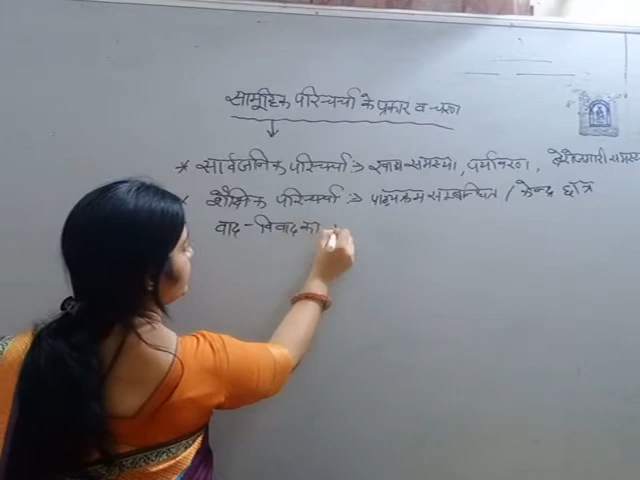 सामूहिक परिचर्चा के प्रकार व चरण
* सार्वजनिक परिचर्चा → खाद्य-समस्या, पर्यावरण, बेरोजगारी समस्या
* शैक्षिक परिचर्चा → पाठ्यक्रम सम्बन्धित / केन्द्र छात्र
वाद-विवाद का